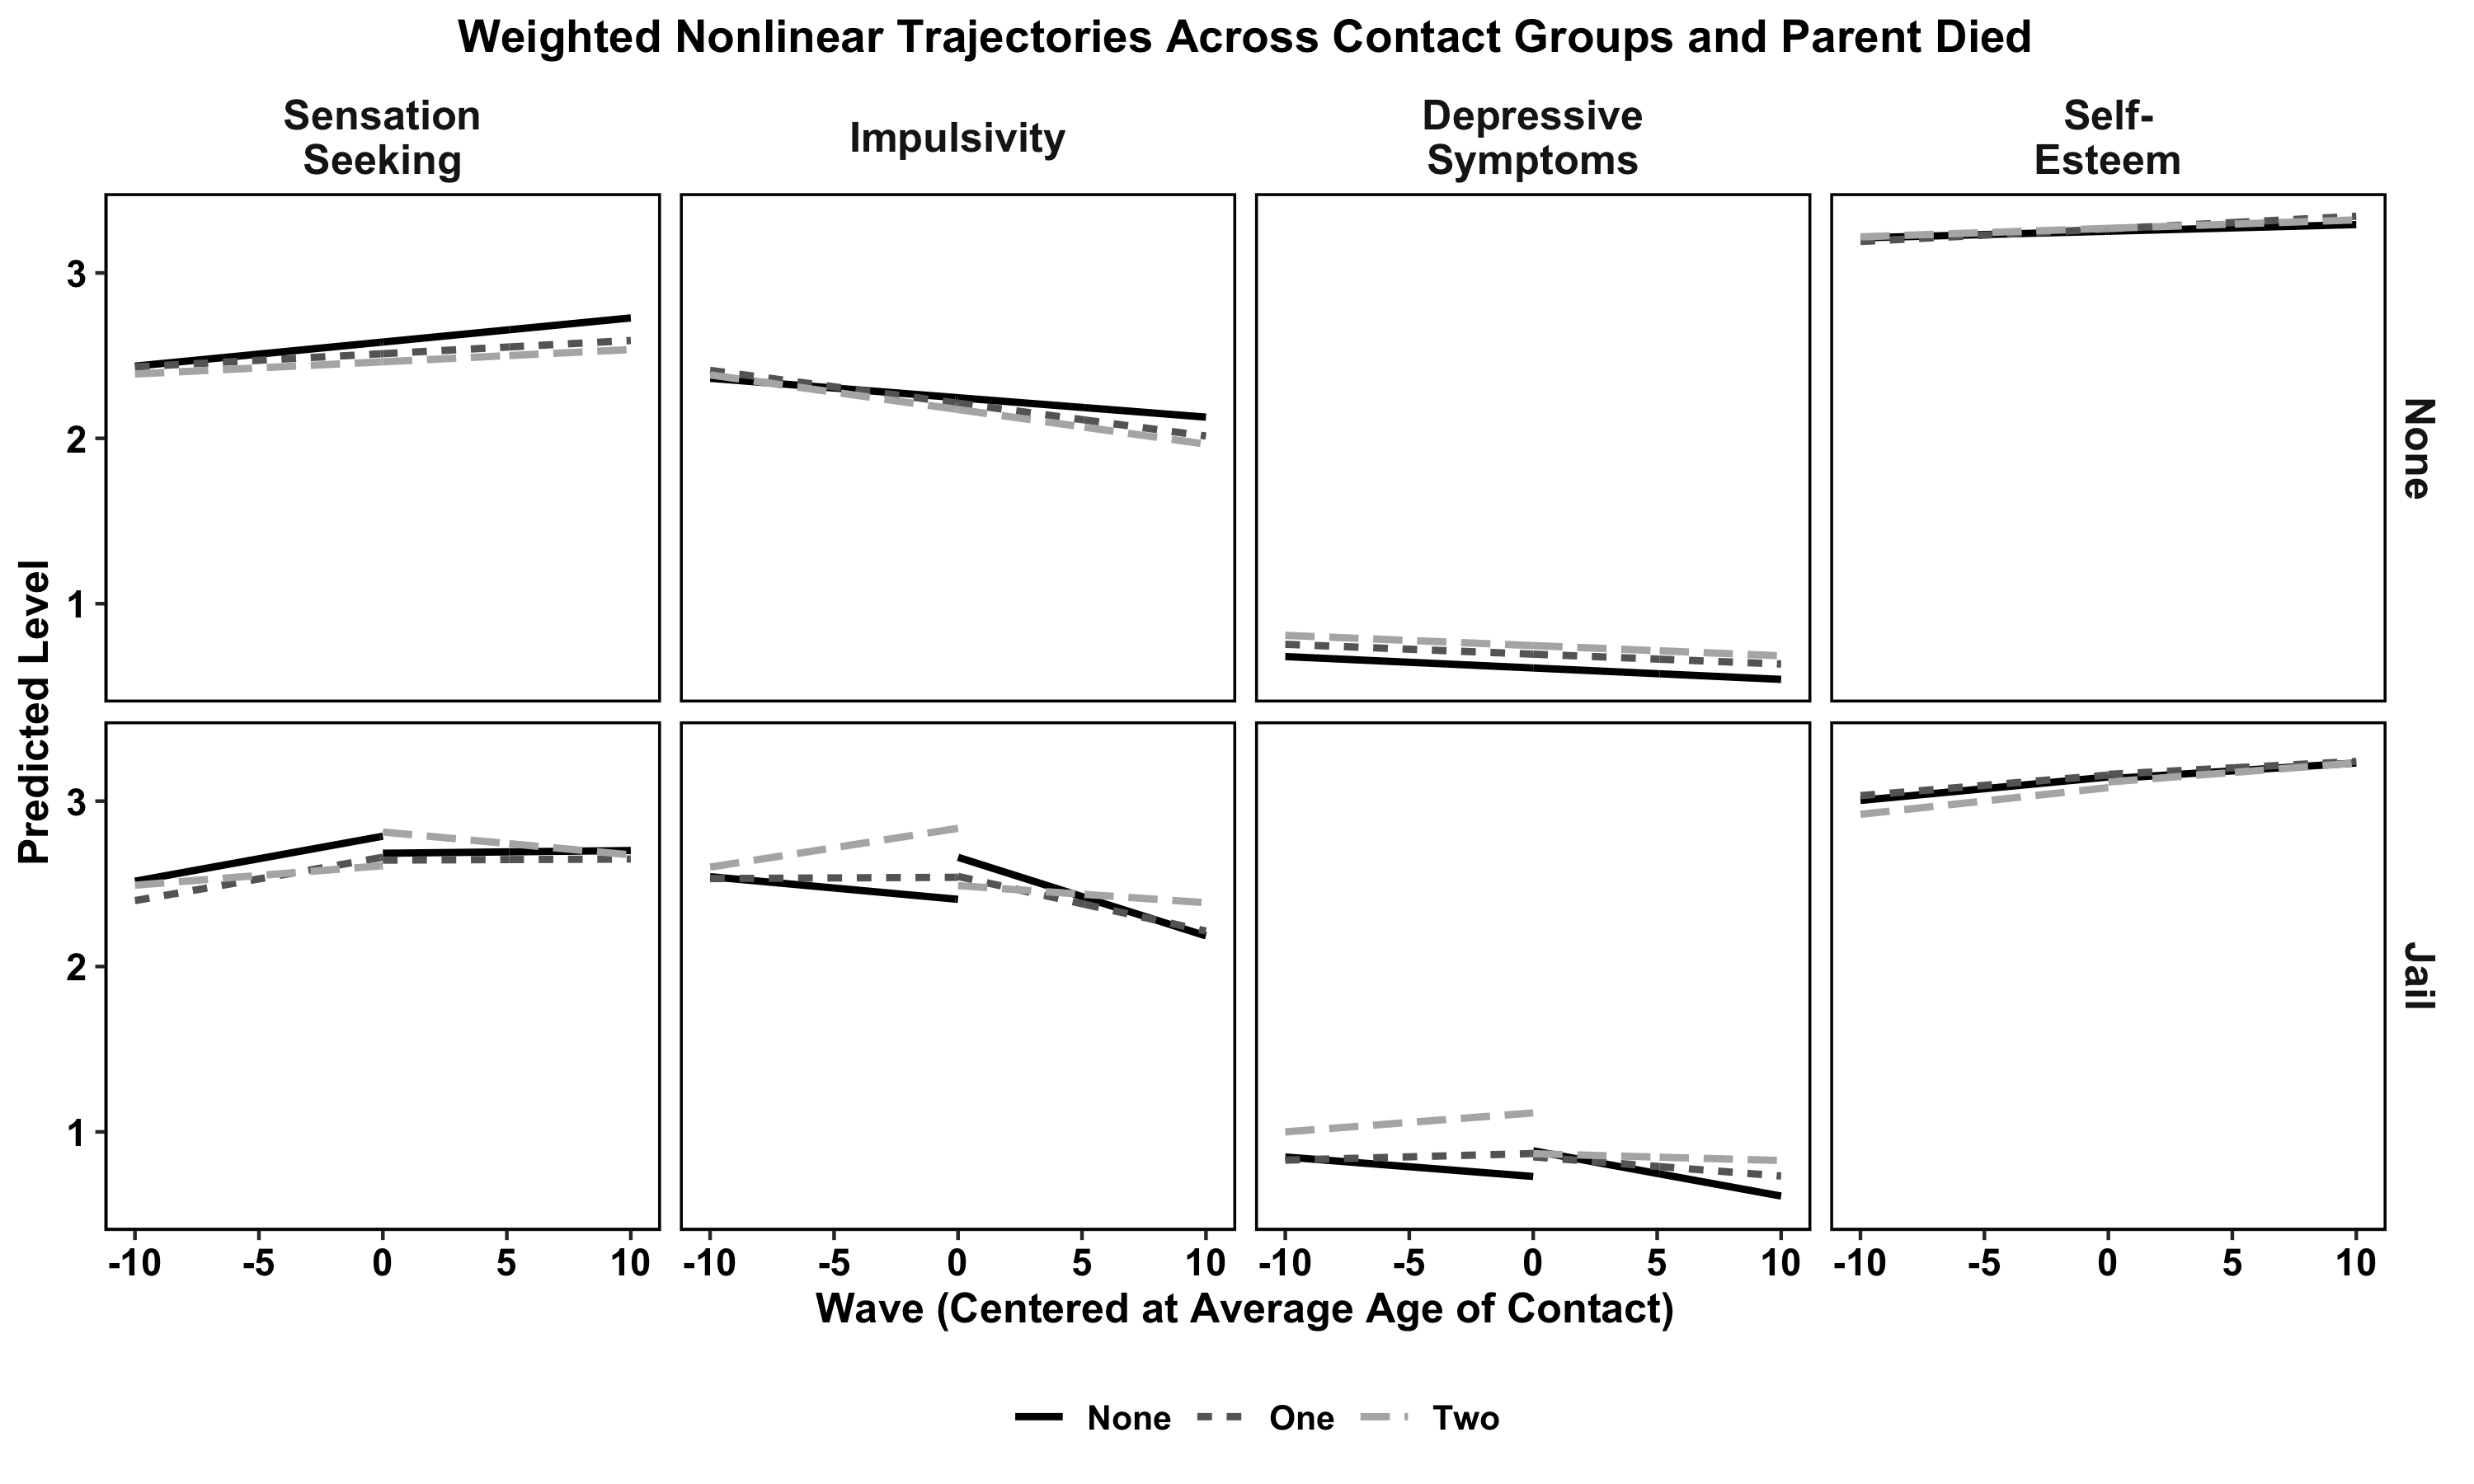 Weighted Nonlinear Trajectories Across Contact Groups and Parent Died
Sensation
Seeking
Impulsivity
Depressive
Symptoms
Self-
Esteem
3
2
1
None
Predicted Level
3
2
1
Jail
-10 -5 0 5 10 -10 -5 0 5 10 -10 -5 0 5 10 -10 -5 0 5 10
Wave (Centered at Average Age of Contact)
None One Two